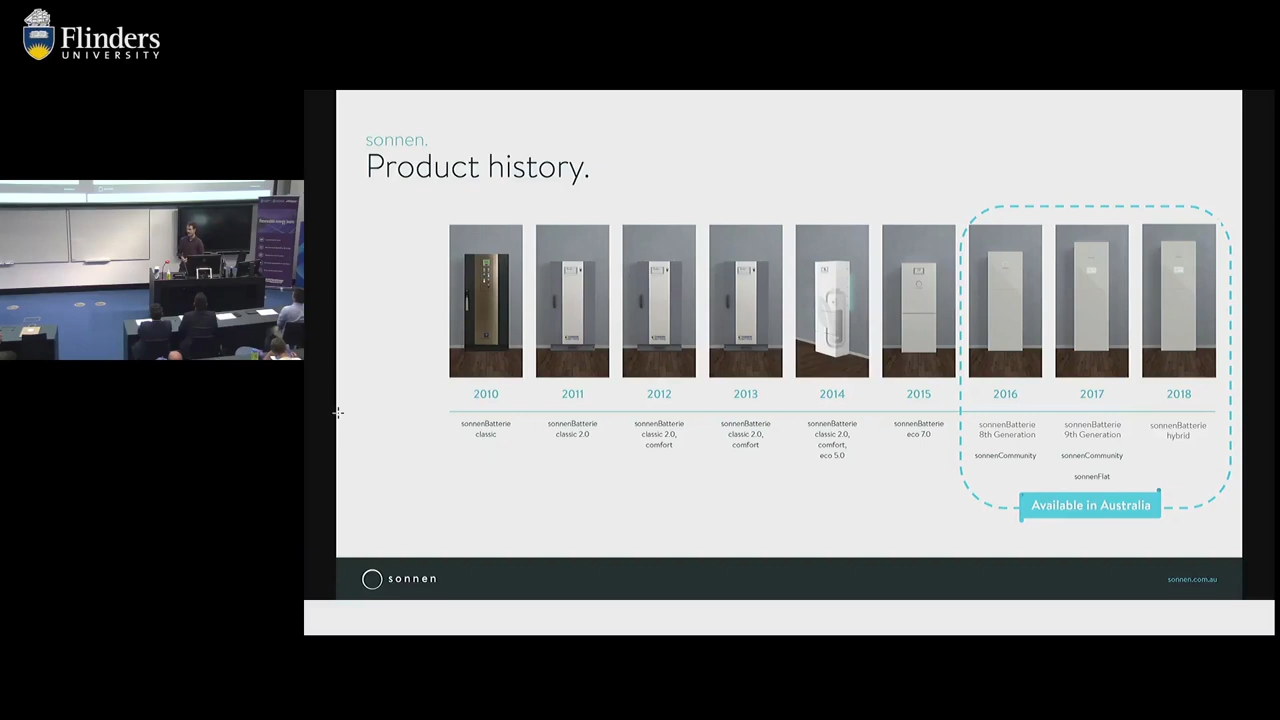 Flinders
UNIVERSITY
sonnen.
Product history.
2010
2011
2012
2013
2014
2015
2016
2017
2018
sonnenBatterie
classic
sonnenBatterie
classic 2.0
sonnenBatterie
classic 2.0,
comfort
sonnenBatterie
classic 2.0,
comfort
sonnenBatterie
classic 2.0,
comfort,
eco 5.0
sonnenBatterie
eco 7.0
sonnenBatterie
8th Generation
sonnenCommunity
sonnenBatterie
9th Generation
sonnenCommunity
sonnenFlat
sonnenBatterie
hybrid
Available in Australia
sonnen
sonnen.com.au